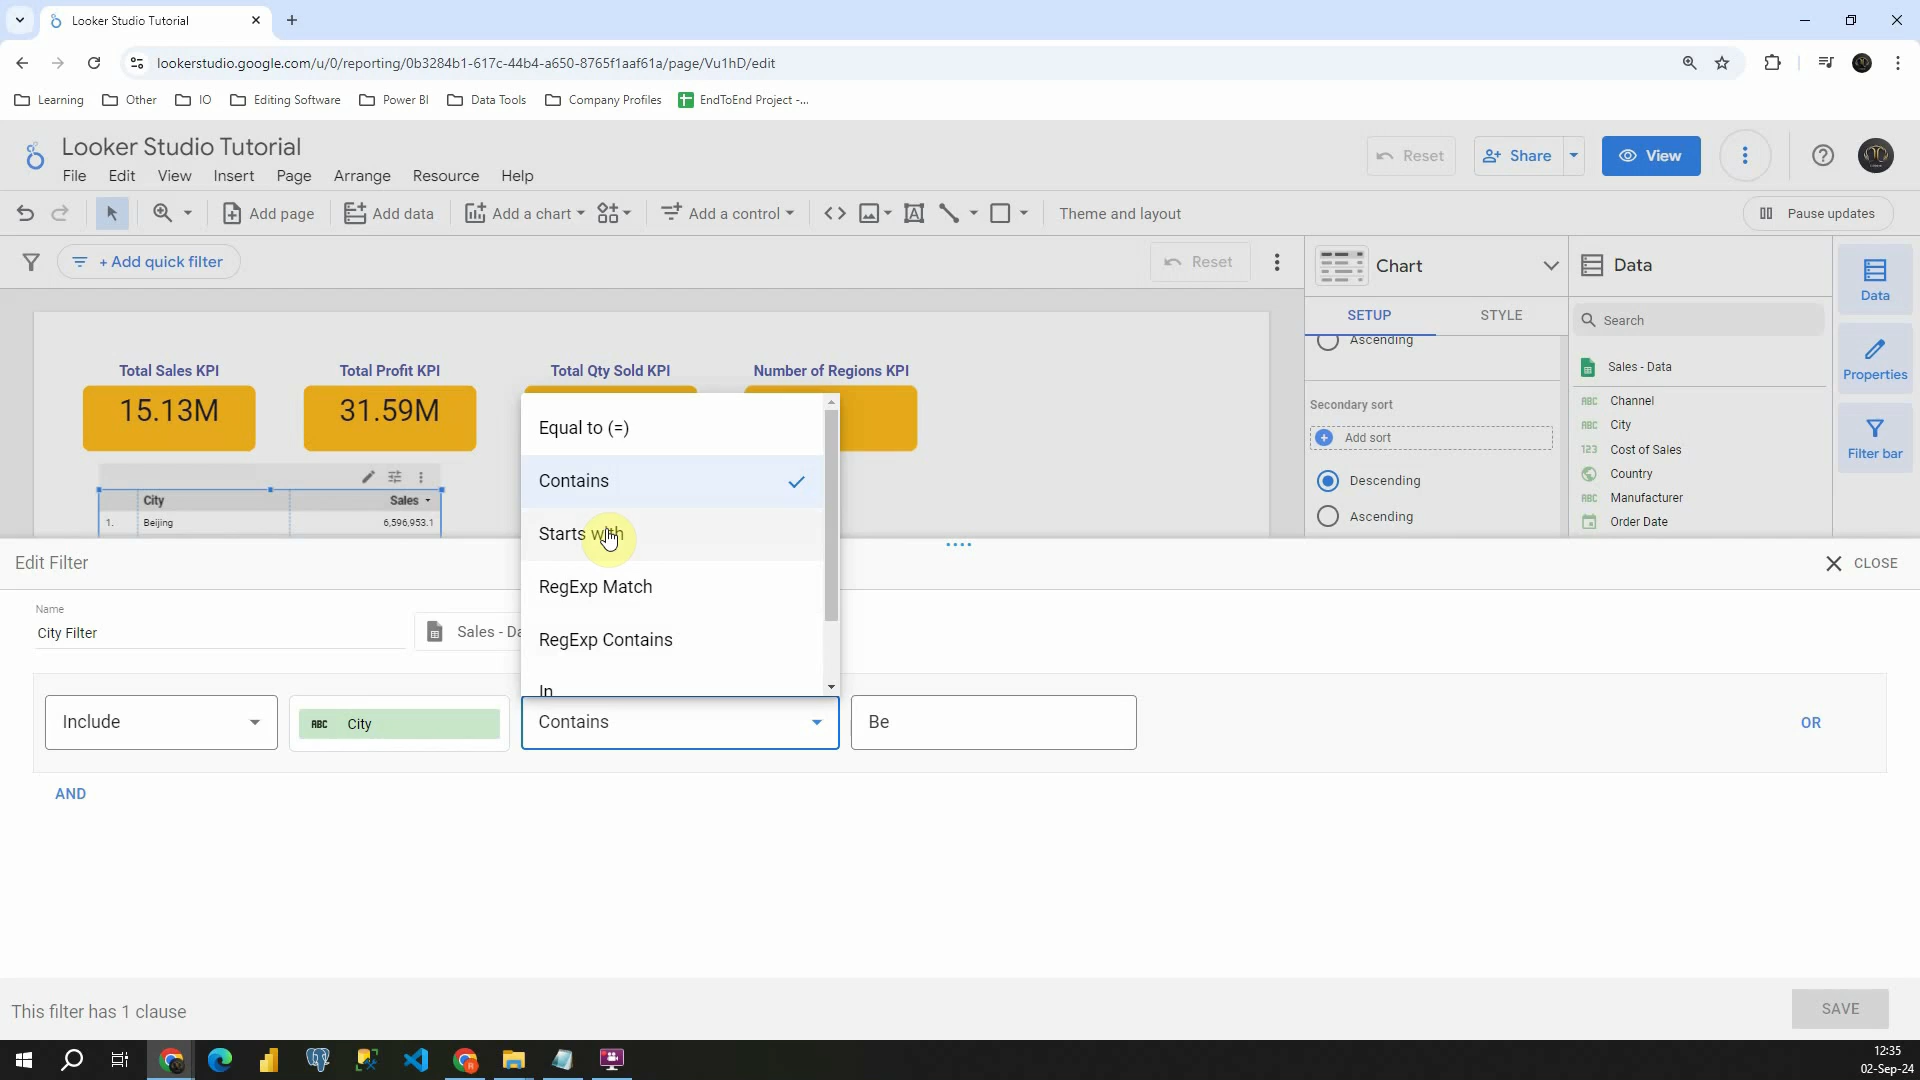 Looker Studio Tutorial
lookerstudio.google.com/u/0/reporting/0b3284b1-617c-44b4-a650-8765f1aaf61a/page/Vu1hD/edit
Learning Other IO Editing Software Power BI Data Tools Company Profiles EndToEnd Project -...
Looker Studio Tutorial
Reset Share View
File Edit View Insert Page Arrange Resource Help
Add page Add data Add a chart Add a control Theme and layout Pause updates
+ Add quick filter Reset
Chart
Data
Data
SETUP STYLE
Search
Ascending
Properties
Sales - Data
ABC Channel
ABC City
123 Cost of Sales
Country
ABC Manufacturer
Order Date
Filter bar
Secondary sort
Add sort
Descending
Ascending
Total Sales KPI Total Profit KPI Total Qty Sold KPI Number of Regions KPI
15.13M 31.59M
City Sales
1. Beijing 6,596,953.1
Equal to (=)
Contains
Starts with
RegExp Match
RegExp Contains
In
Edit Filter
CLOSE
Name
City Filter
Sales - Da
Include ABC City Contains Be OR
AND
This filter has 1 clause
SAVE
12:35
02-Sep-24